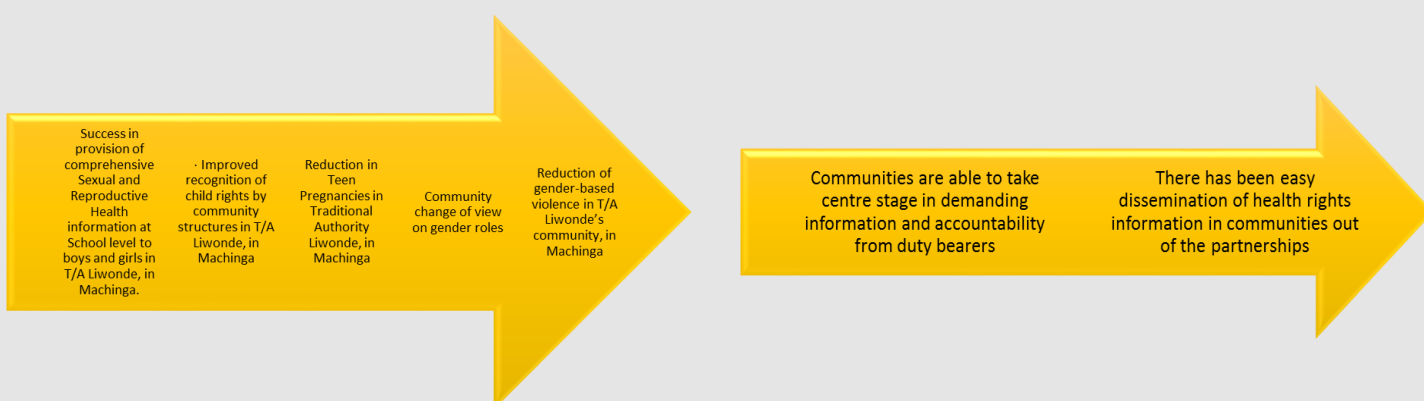 Success in
provision of
comprehensive
Sexual and
Reproductive
Health
information at
School level to
boys and girls in
T/A Liwonde, in
Machinga.
· Improved
recognition of
child rights by
community
structures in T/A
Liwonde, in
Machinga
Reduction in
Teen
Pregnancies in
Traditional
Authority
Liwonde, in
Machinga
Community
change of view
on gender roles
Reduction of
gender-based
violence in T/A
Liwonde’s
community, in
Machinga
Communities are able to take
centre stage in demanding
information and accountability
from duty bearers
There has been easy
dissemination of health rights
information in communities out
of the partnerships